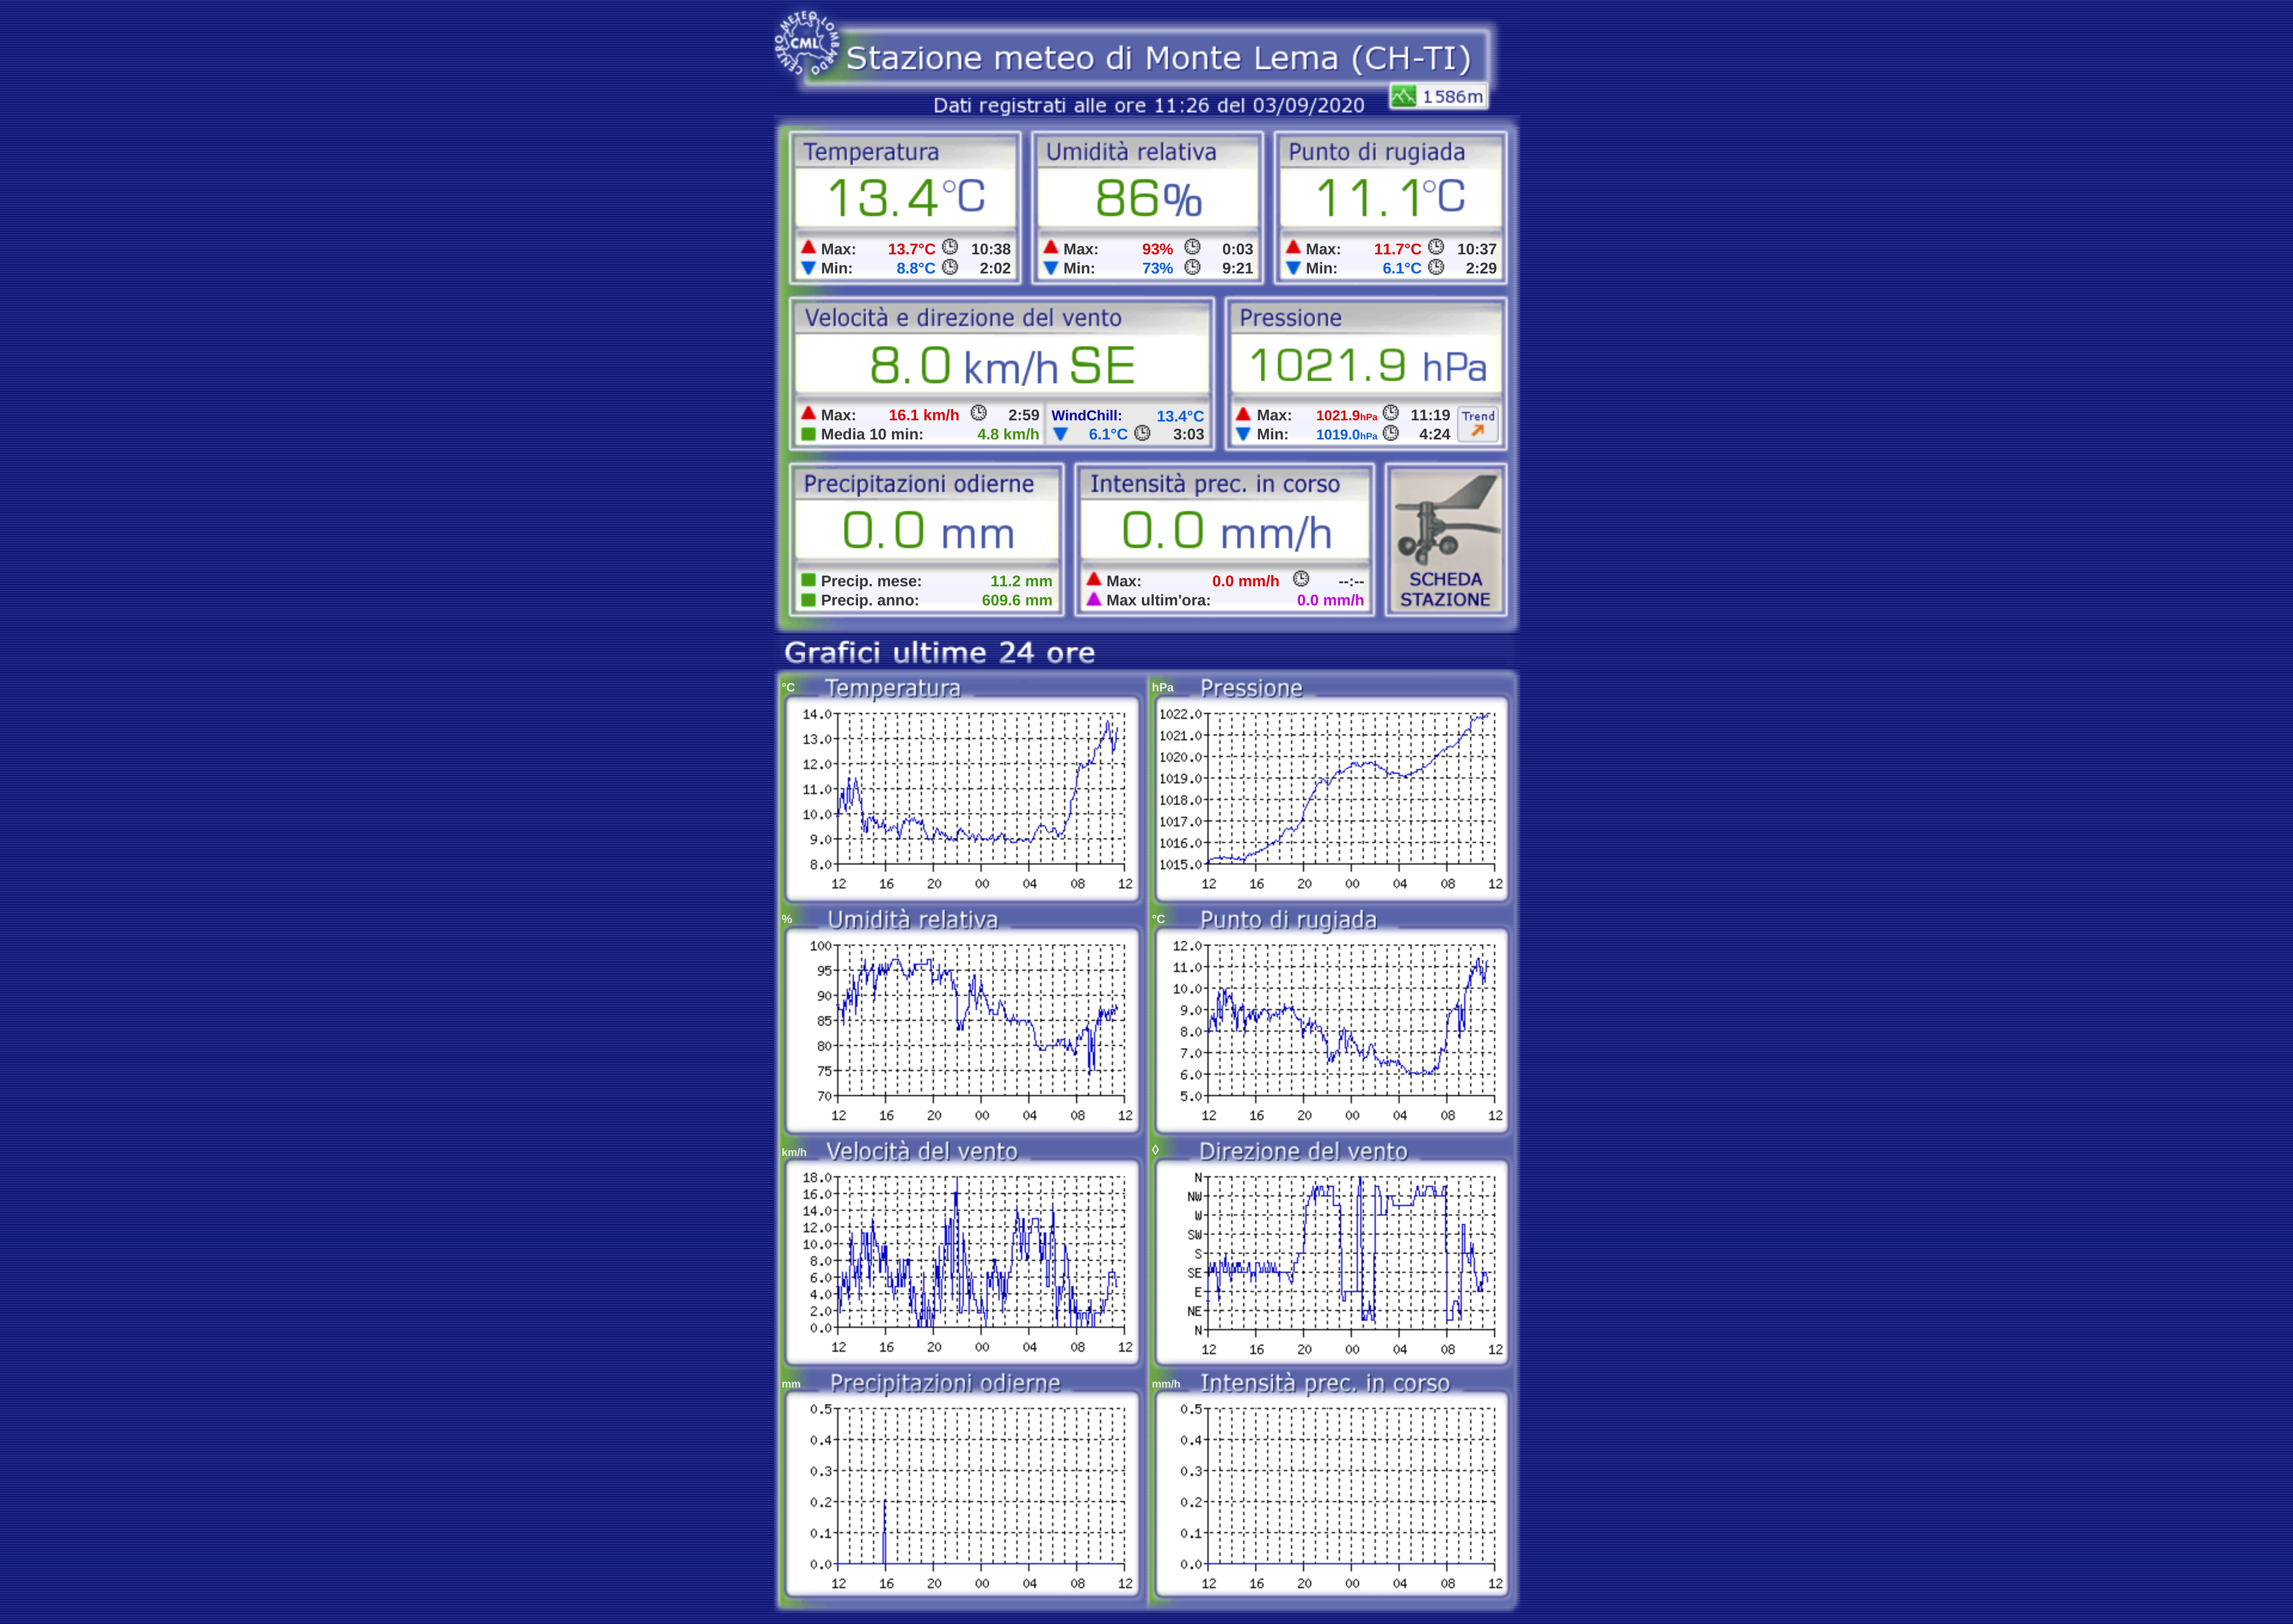 CENTRO METEO LOMBARDO
CML
Stazione meteo di Monte Lema (CH-TI)
Dati registrati alle ore 11:26 del 03/09/2020
1586m
Temperatura
13.4°C
Max: 13.7°C 10:38
Min: 8.8°C 2:02
Umidità relativa
86%
Max: 93% 0:03
Min: 73% 9:21
Punto di rugiada
11.1°C
Max: 11.7°C 10:37
Min: 6.1°C 2:29
Velocità e direzione del vento
8.0 km/h SE
Max: 16.1 km/h 2:59
Media 10 min: 4.8 km/h
WindChill: 13.4°C
6.1°C 3:03
Pressione
1021.9 hPa
Max: 1021.9hPa 11:19
Min: 1019.0hPa 4:24
Trend
Precipitazioni odierne
0.0 mm
Precip. mese: 11.2 mm
Precip. anno: 609.6 mm
Intensità prec. in corso
0.0 mm/h
Max: 0.0 mm/h --:--
Max ultim'ora: 0.0 mm/h
SCHEDA
STAZIONE
Grafici ultime 24 ore
°C Temperatura
14.0
13.0
12.0
11.0
10.0
9.0
8.0
12 16 20 00 04 08 12
hPa Pressione
1022.0
1021.0
1020.0
1019.0
1018.0
1017.0
1016.0
1015.0
12 16 20 00 04 08 12
% Umidità relativa
100
95
90
85
80
75
70
12 16 20 00 04 08 12
°C Punto di rugiada
12.0
11.0
10.0
9.0
8.0
7.0
6.0
5.0
12 16 20 00 04 08 12
km/h Velocità del vento
18.0
16.0
14.0
12.0
10.0
8.0
6.0
4.0
2.0
0.0
12 16 20 00 04 08 12
◊ Direzione del vento
N
NW
W
SW
S
SE
E
NE
N
12 16 20 00 04 08 12
mm Precipitazioni odierne
0.5
0.4
0.3
0.2
0.1
0.0
12 16 20 00 04 08 12
mm/h Intensità prec. in corso
0.5
0.4
0.3
0.2
0.1
0.0
12 16 20 00 04 08 12